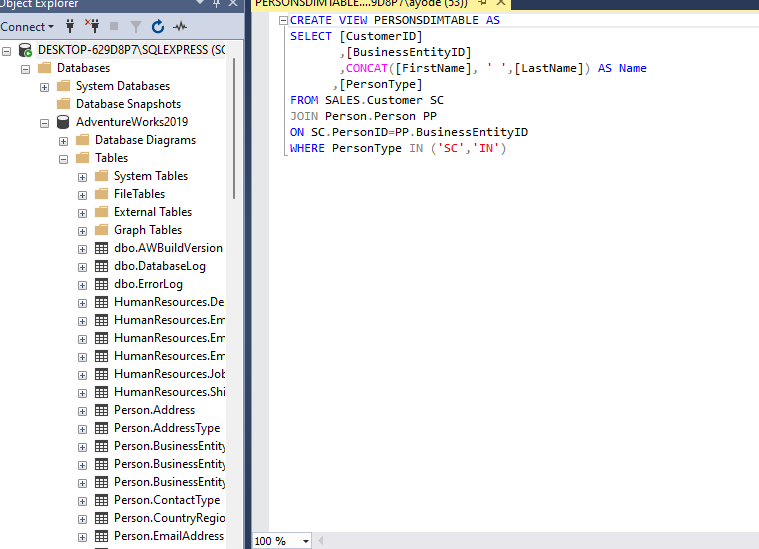 Object Explorer
Connect
DESKTOP-629D8P7\SQLEXPRESS (SQ
Databases
System Databases
Database Snapshots
AdventureWorks2019
Database Diagrams
Tables
System Tables
FileTables
External Tables
Graph Tables
dbo.AWBuildVersion
dbo.DatabaseLog
dbo.ErrorLog
HumanResources.De
HumanResources.Em
HumanResources.Em
HumanResources.Em
HumanResources.Job
HumanResources.Shi
Person.Address
Person.AddressType
Person.BusinessEntity
Person.BusinessEntity
Person.BusinessEntity
Person.ContactType
Person.CountryRegio
Person.EmailAddress
PERSONSDIMTABLE....9D8P7\ayode (53))
CREATE VIEW PERSONSDIMTABLE AS
SELECT [CustomerID]
,[BusinessEntityID]
,CONCAT([FirstName], ' ',[LastName]) AS Name
,[PersonType]
FROM SALES.Customer SC
JOIN Person.Person PP
ON SC.PersonID=PP.BusinessEntityID
WHERE PersonType IN ('SC','IN')
100 %